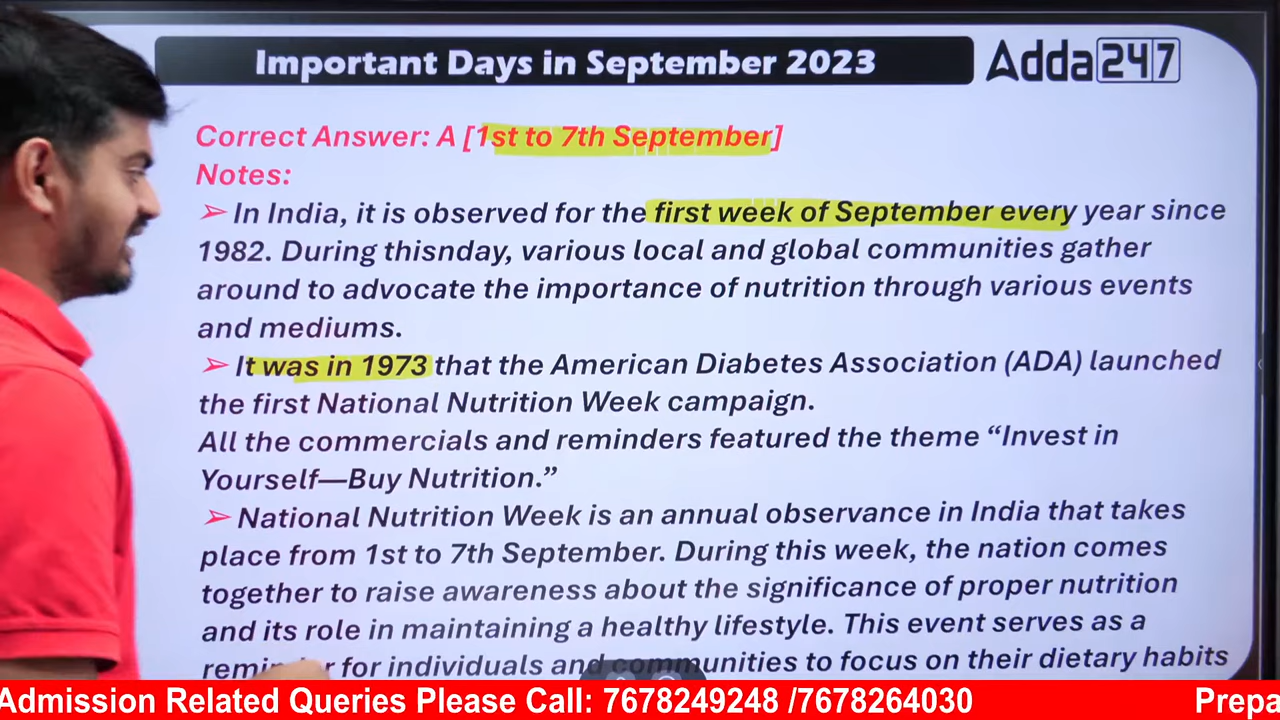 Important Days in September 2023
Adda247
Correct Answer: A [1st to 7th September]
Notes:
➢ In India, it is observed for the first week of September every year since
1982. During thisnday, various local and global communities gather
around to advocate the importance of nutrition through various events
and mediums.
➢ It was in 1973 that the American Diabetes Association (ADA) launched
the first National Nutrition Week campaign.
All the commercials and reminders featured the theme “Invest in
Yourself—Buy Nutrition.”
➢ National Nutrition Week is an annual observance in India that takes
place from 1st to 7th September. During this week, the nation comes
together to raise awareness about the significance of proper nutrition
and its role in maintaining a healthy lifestyle. This event serves as a
for individuals and communities to focus on their dietary habits
Admission Related Queries Please Call: 7678249248 /7678264030